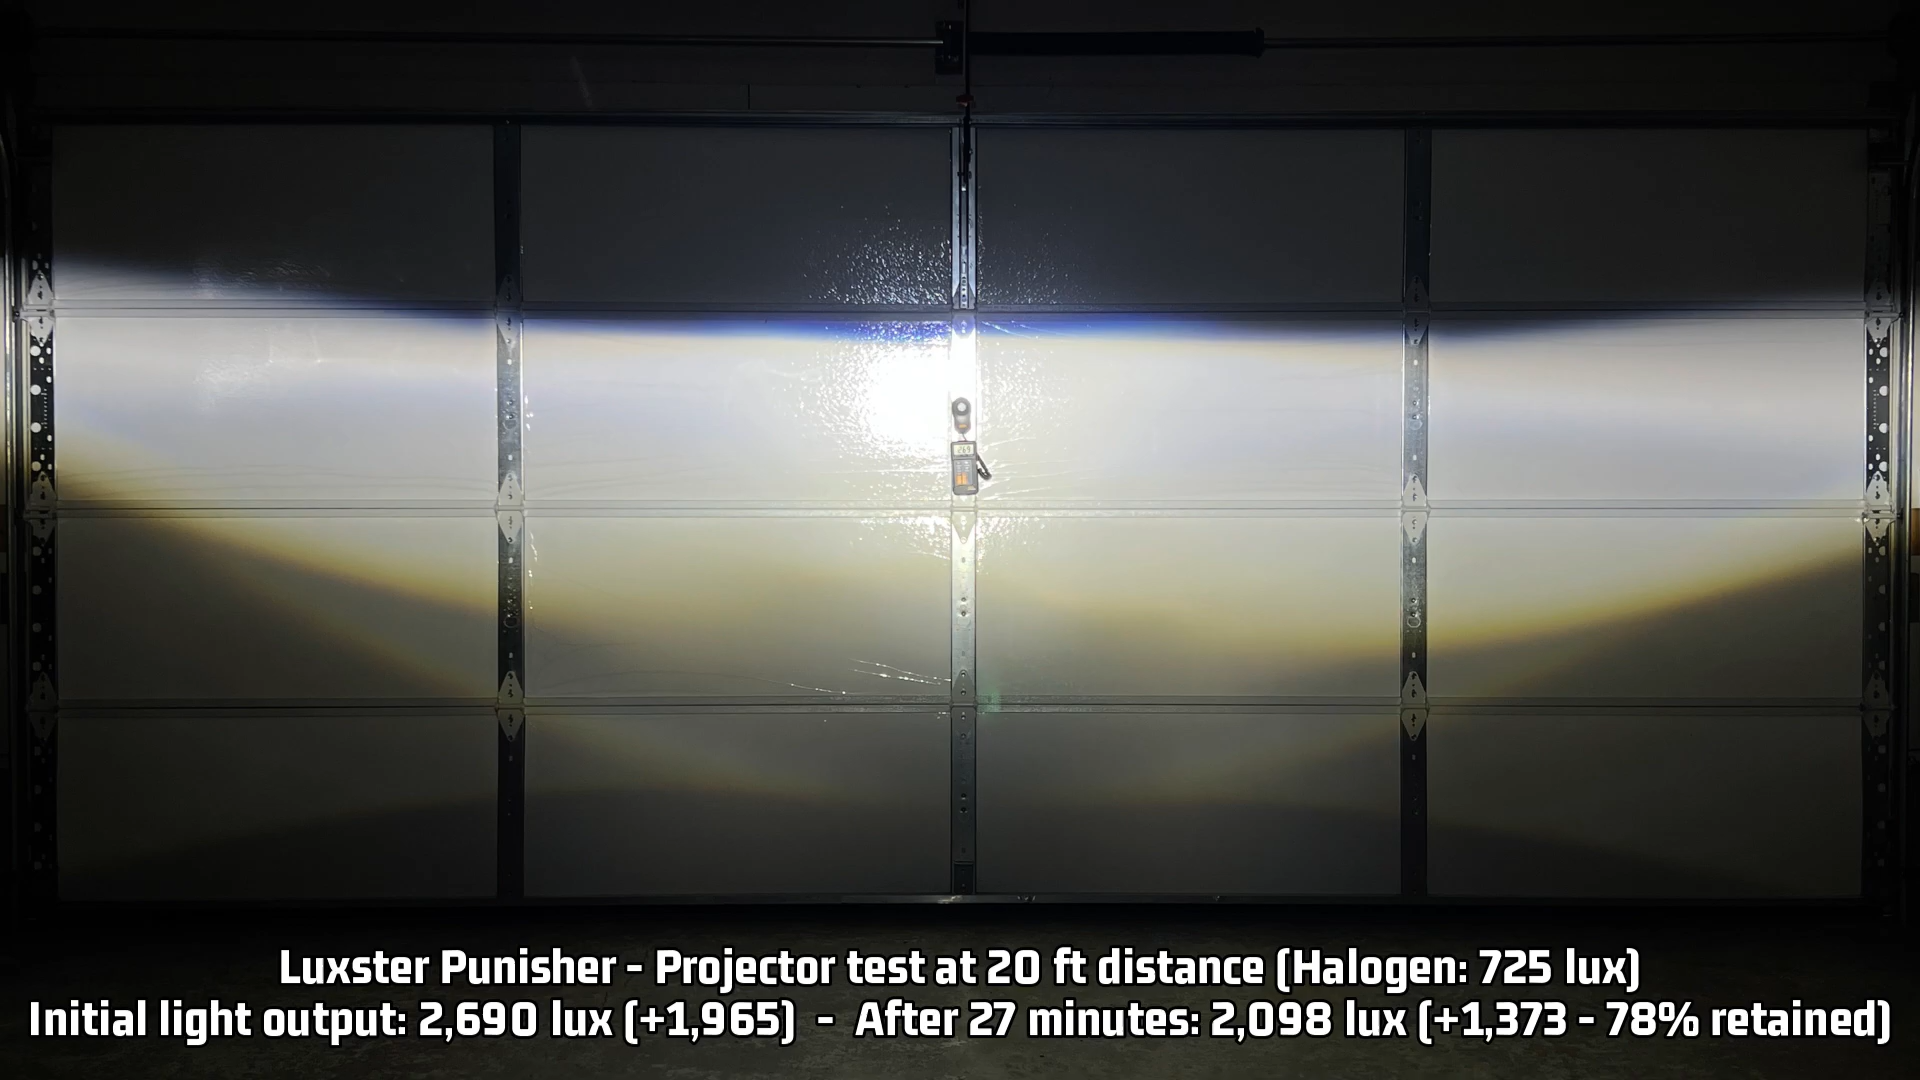 Luxster Punisher - Projector test at 20 ft distance (Halogen: 725 lux)
Initial light output: 2,690 lux (+1,965) - After 27 minutes: 2,098 lux (+1,373 - 78% retained)